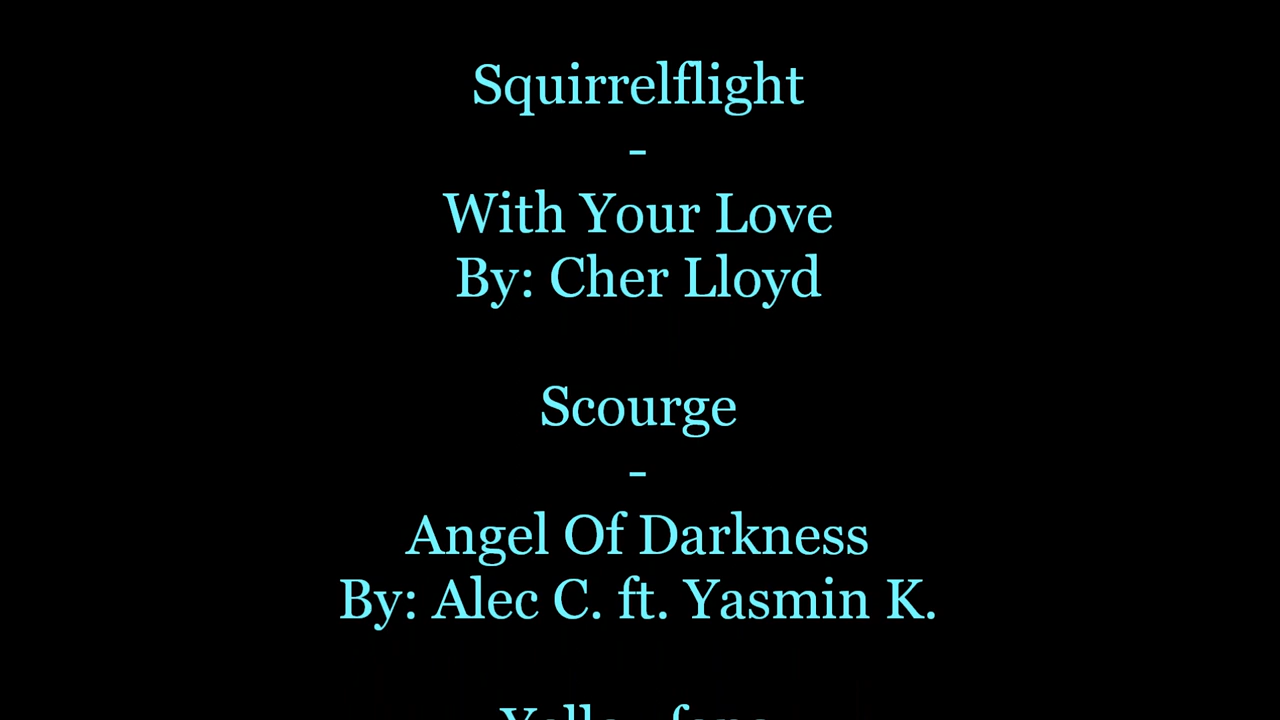 Squirrelflight
-
With Your Love
By: Cher Lloyd
Scourge
-
Angel Of Darkness
By: Alec C. ft. Yasmin K.